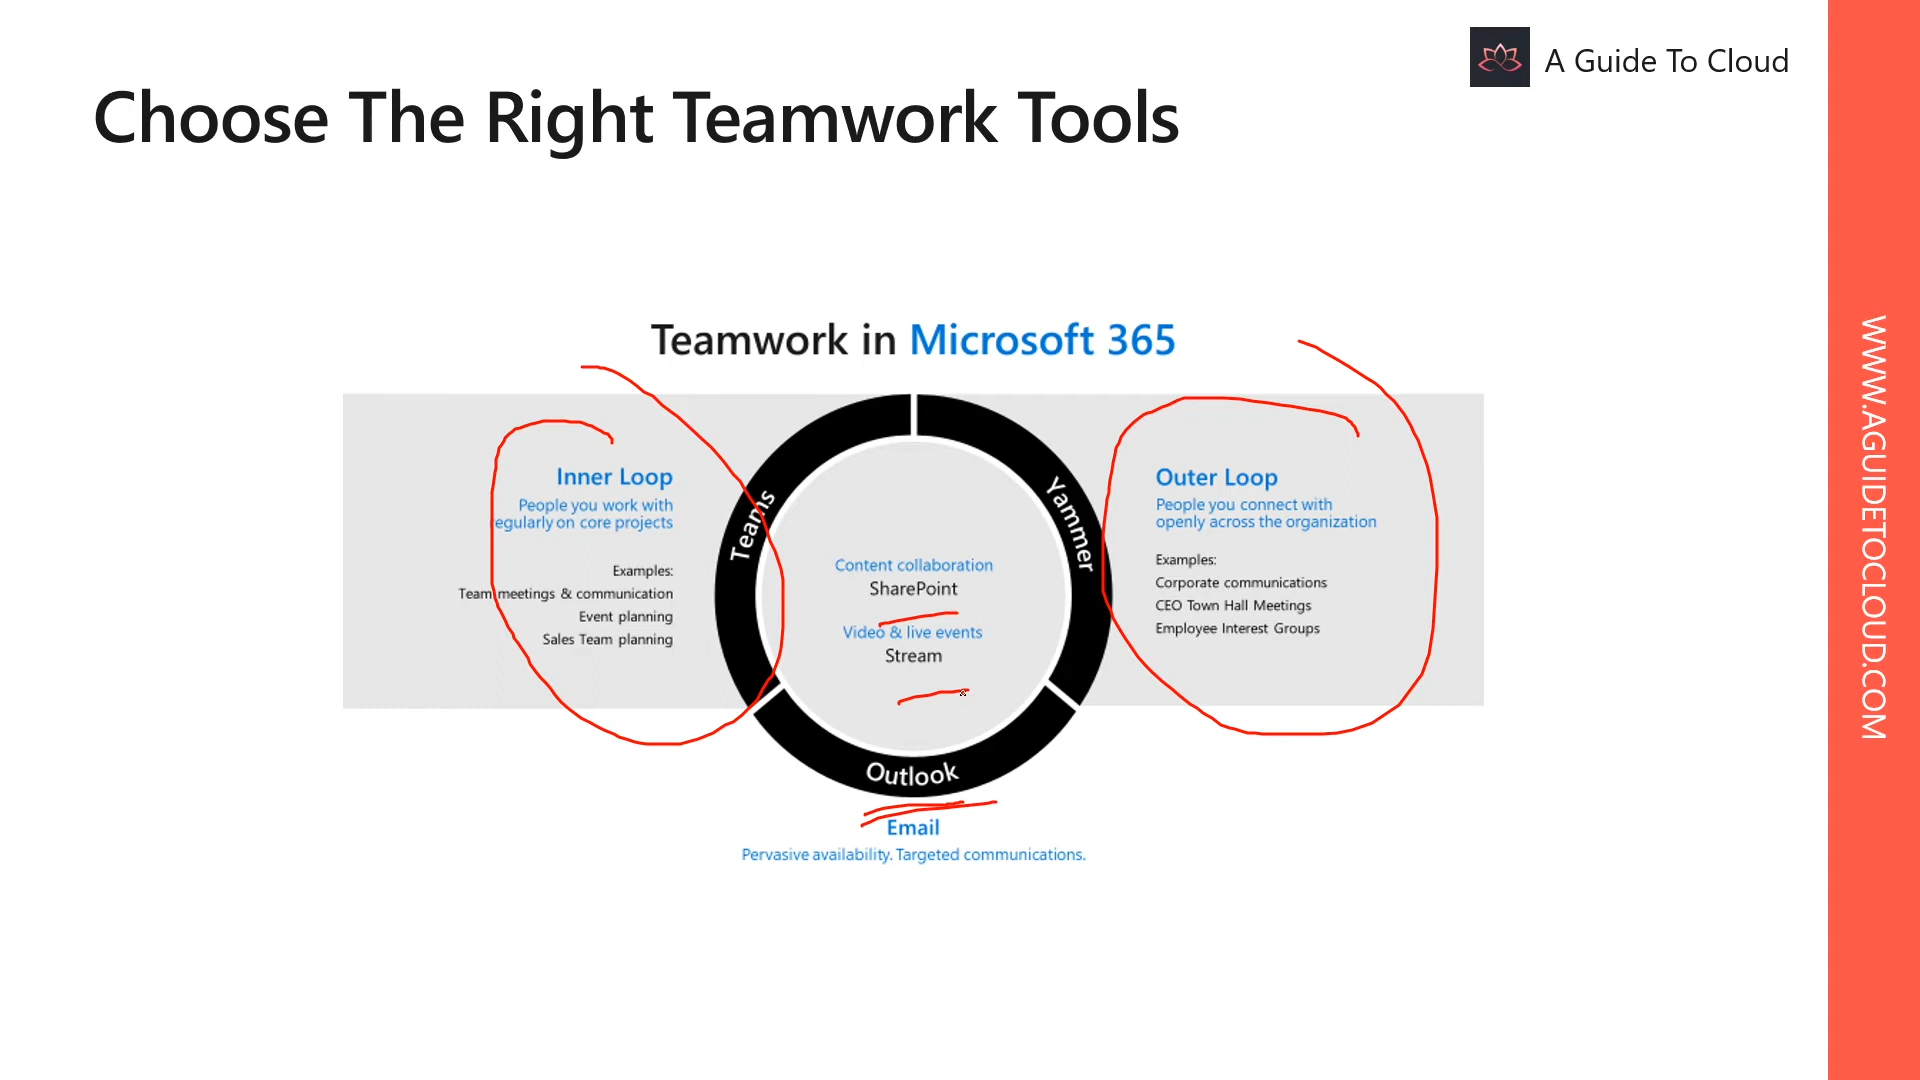 A Guide To Cloud
Choose The Right Teamwork Tools
Teamwork in Microsoft 365
Inner Loop
People you work with
regularly on core projects
Examples:
Team meetings & communication
Event planning
Sales Team planning
Teams
Yammer
Outlook
Content collaboration
SharePoint
Video & live events
Stream
Outer Loop
People you connect with
openly across the organization
Examples:
Corporate communications
CEO Town Hall Meetings
Employee Interest Groups
Email
Pervasive availability. Targeted communications.
WWW.AGUIDETOCLOUD.COM